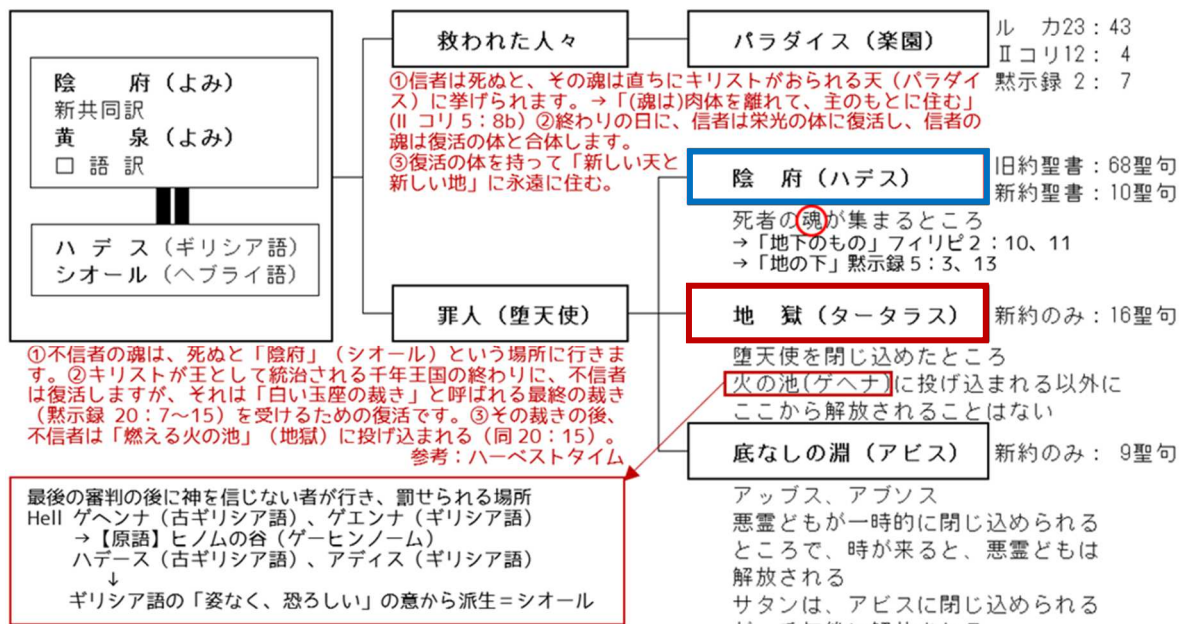 陰　　府（よみ）
新共同訳
黄　　泉（よみ）
口 語 訳
ハ デ ス（ギリシア語）
シオール（ヘブライ語）
救われた人々
パラダイス（楽園）
ル　カ23：43
Ⅱコリ12： 4
黙示録 2： 7
①信者は死ぬと、その魂は直ちにキリストがおられる天（パラダイ
ス）に挙げられます。→「(魂は)肉体を離れて、主のもとに住む」
(II コリ 5：8b）②終わりの日に、信者は栄光の体に復活し、信者の
魂は復活の体と合体します。
③復活の体を持って「新しい天と
新しい地」に永遠に住む。
陰　府（ハデス）
旧約聖書：68聖句
新約聖書：10聖句
死者の魂が集まるところ
→「地下のもの」フィリピ 2：10、11
→「地の下」黙示録 5：3、13
罪人（堕天使）
地　獄（タータラス）
新約のみ：16聖句
堕天使を閉じ込めたところ
火の池(ゲヘナ)に投げ込まれる以外に
ここから解放されることはない
①不信者の魂は、死ぬと「陰府」（シオール）という場所に行きま
す。②キリストが王として統治される千年王国の終わりに、不信者
は復活しますが、それは「白い玉座の裁き」と呼ばれる最終の裁き
（黙示録 20：7～15）を受けるための復活です。③その裁きの後、
不信者は「燃える火の池」（地獄）に投げ込まれる（同 20：15）。
参考：ハーベストタイム
底なしの淵（アビス）
新約のみ： 9聖句
アッブス、アブソス
悪霊どもが一時的に閉じ込められる
ところで、時が来ると、悪霊どもは
解放される
サタンは、アビスに閉じ込められる
最後の審判の後に神を信じない者が行き、罰せられる場所
Hell ゲヘンナ（古ギリシア語）、ゲエンナ（ギリシア語）
→【原語】ヒノムの谷（ゲーヒンノーム）
ハデース（古ギリシア語）、アディス（ギリシア語）
↓
ギリシア語の「姿なく、恐ろしい」の意から派生＝シオール